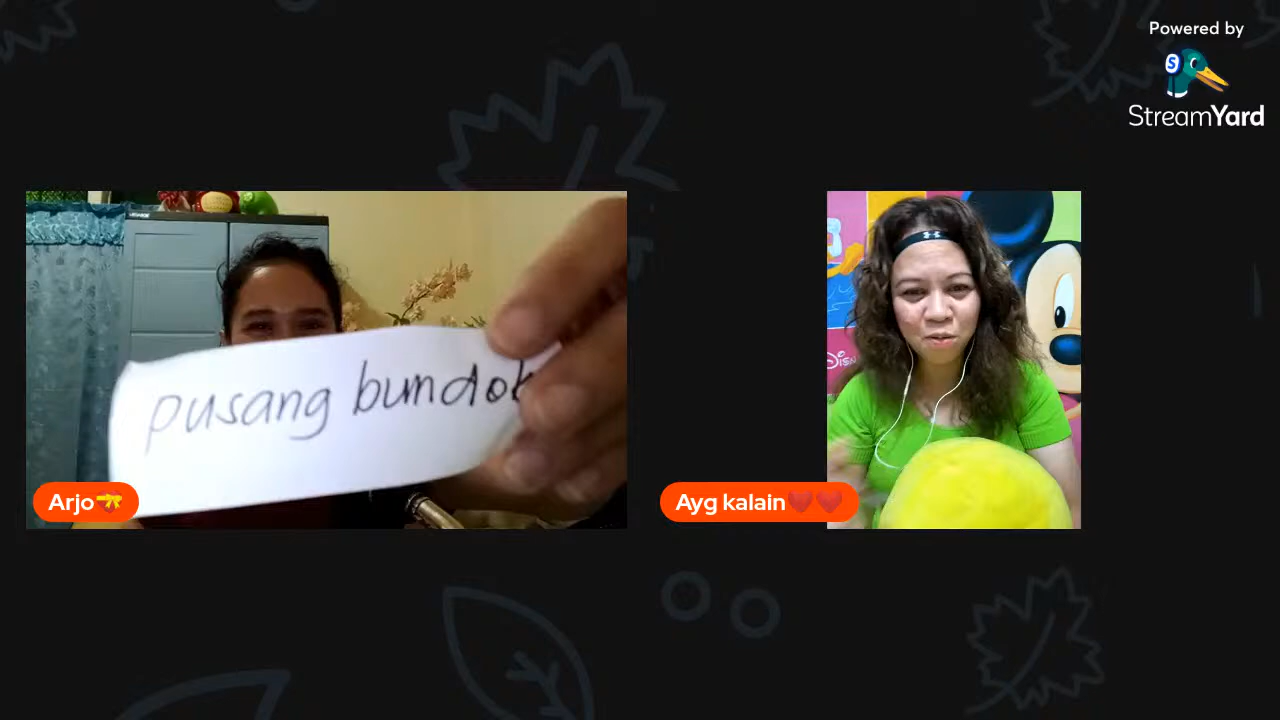 Powered by
StreamYard
pusang bundok
Arjo
Ayg kalain